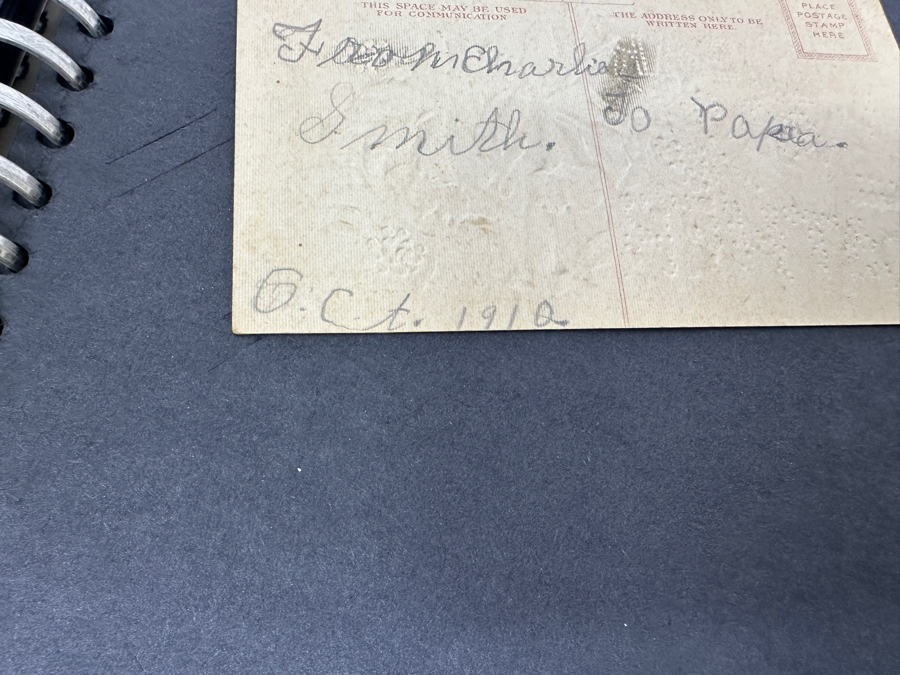 THIS SPACE MAY BE USED
FOR COMMUNICATION
THE ADDRESS ONLY TO BE
WRITTEN HERE.
PLACE
POSTAGE
STAMP
HERE
From Charlie
Smith.
To Papa.
Oct. 1912